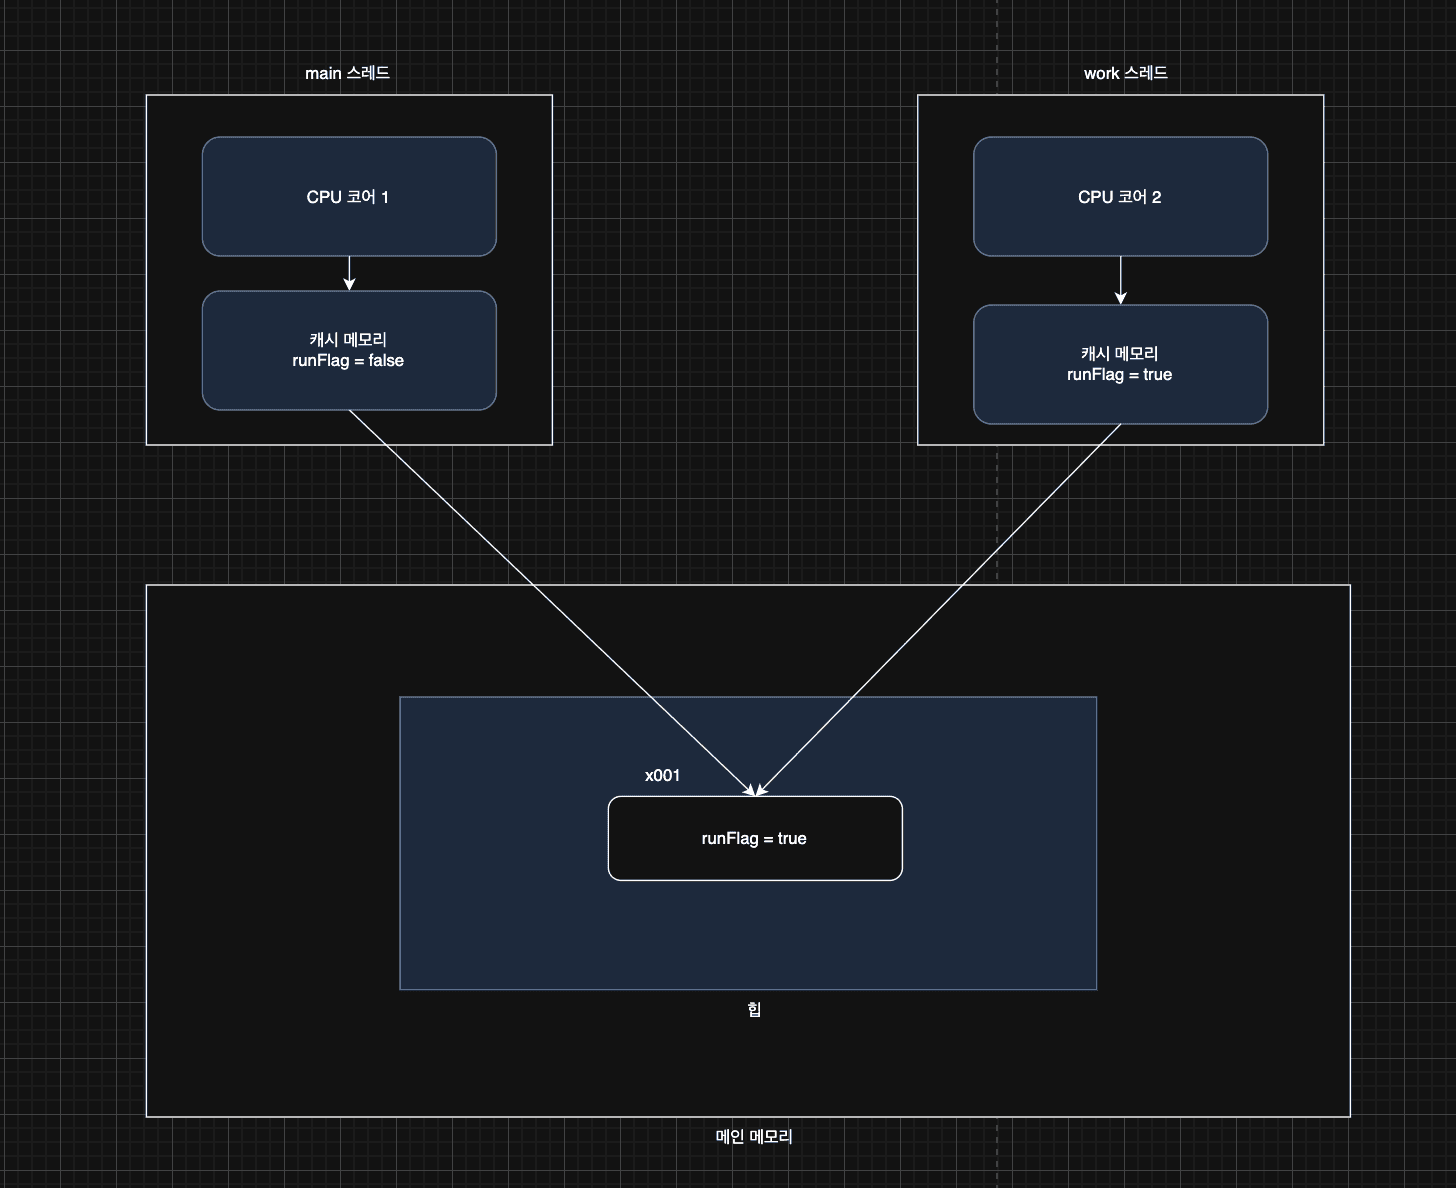 main 스레드
work 스레드
CPU 코어 1
CPU 코어 2
캐시 메모리
runFlag = false
캐시 메모리
runFlag = true
x001
runFlag = true
힙
메인 메모리